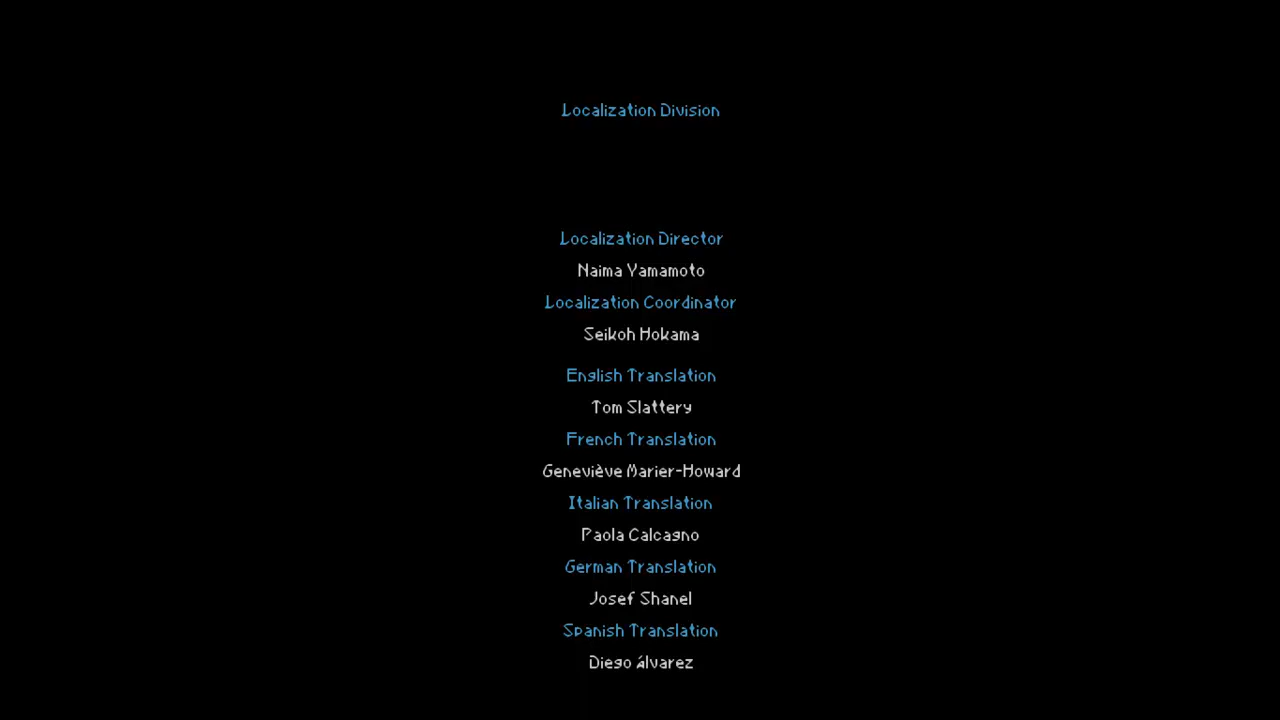 Localization Division
Localization Director
Naima Yamamoto
Localization Coordinator
Seikoh Hokama
English Translation
Tom Slattery
French Translation
Geneviève Marier-Howard
Italian Translation
Paola Calcagno
German Translation
Josef Shanel
Spanish Translation
Diego álvarez